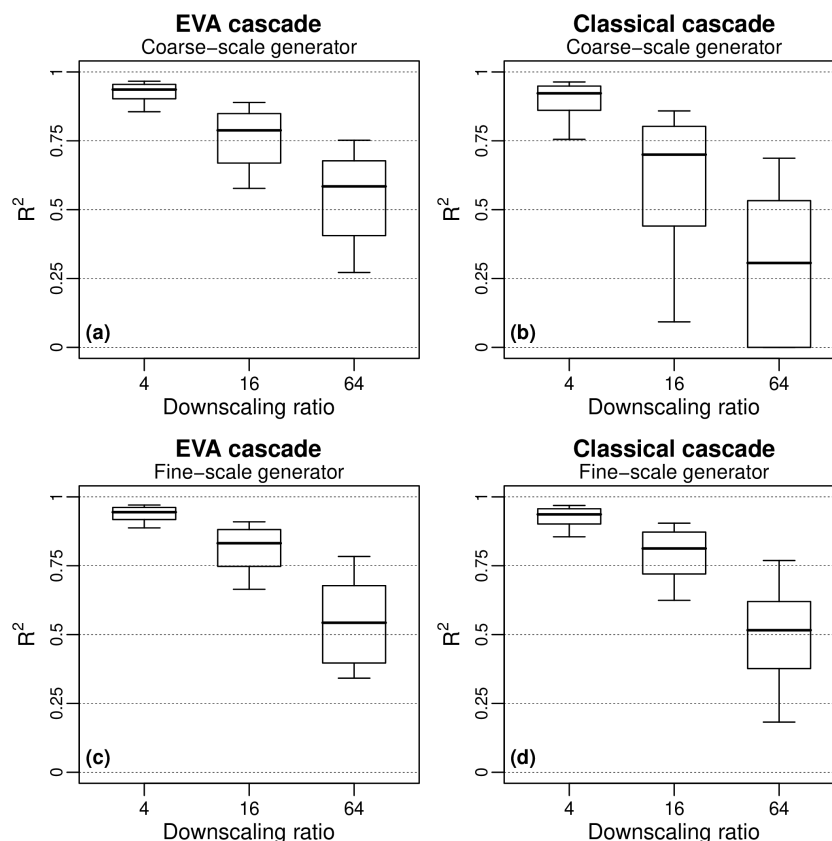 EVA cascade
Coarse−scale generator
R²
1
0.75
0.5
0.25
0
(a)
4 16 64
Downscaling ratio
Classical cascade
Coarse−scale generator
R²
1
0.75
0.5
0.25
0
(b)
4 16 64
Downscaling ratio
EVA cascade
Fine−scale generator
R²
1
0.75
0.5
0.25
0
(c)
4 16 64
Downscaling ratio
Classical cascade
Fine−scale generator
R²
1
0.75
0.5
0.25
0
(d)
4 16 64
Downscaling ratio